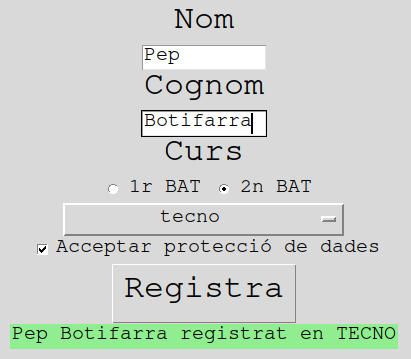 Nom
Pep
Cognom
Botifarra
Curs
1r BAT 2n BAT
tecno
Acceptar protecció de dades
Registra
Pep Botifarra registrat en TECNO